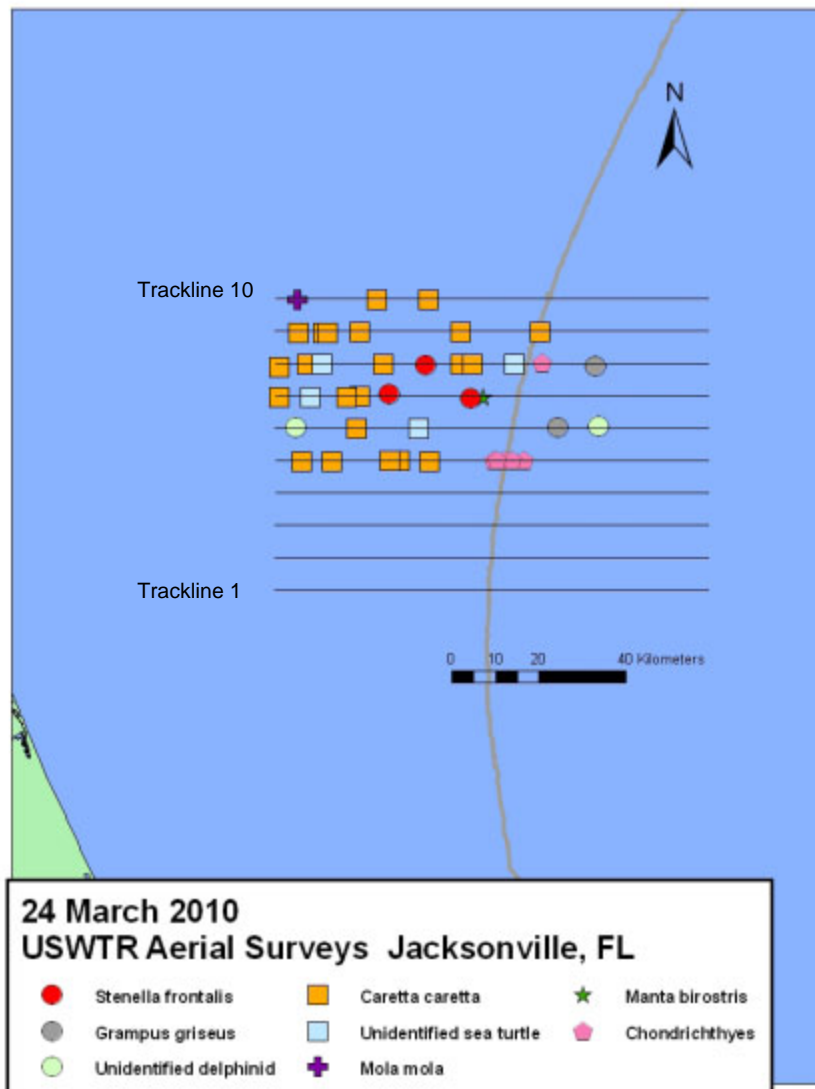 N
Trackline 10
Trackline 1
0 10 20 40 Kilometers
24 March 2010
USWTR Aerial Surveys Jacksonville, FL
Stenella frontalis Caretta caretta Manta birostris
Grampus griseus Unidentified sea turtle Chondrichthyes
Unidentified delphinid Mola mola